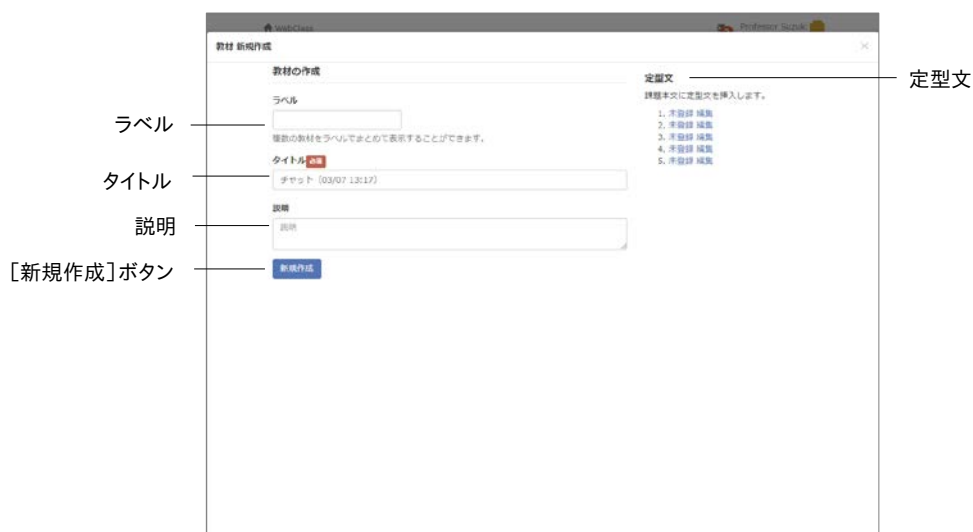 WebClass
Professor Suzuki
教材 新規作成
教材の作成
ラベル
複数の教材をラベルでまとめて表示することができます。
タイトル 必須
チャット (03/07 13:17)
説明
説明
新規作成
定型文
課題本文に定型文を挿入します。
1. 未登録 編集
2. 未登録 編集
3. 未登録 編集
4. 未登録 編集
5. 未登録 編集
ラベル
タイトル
説明
［新規作成］ボタン
定型文